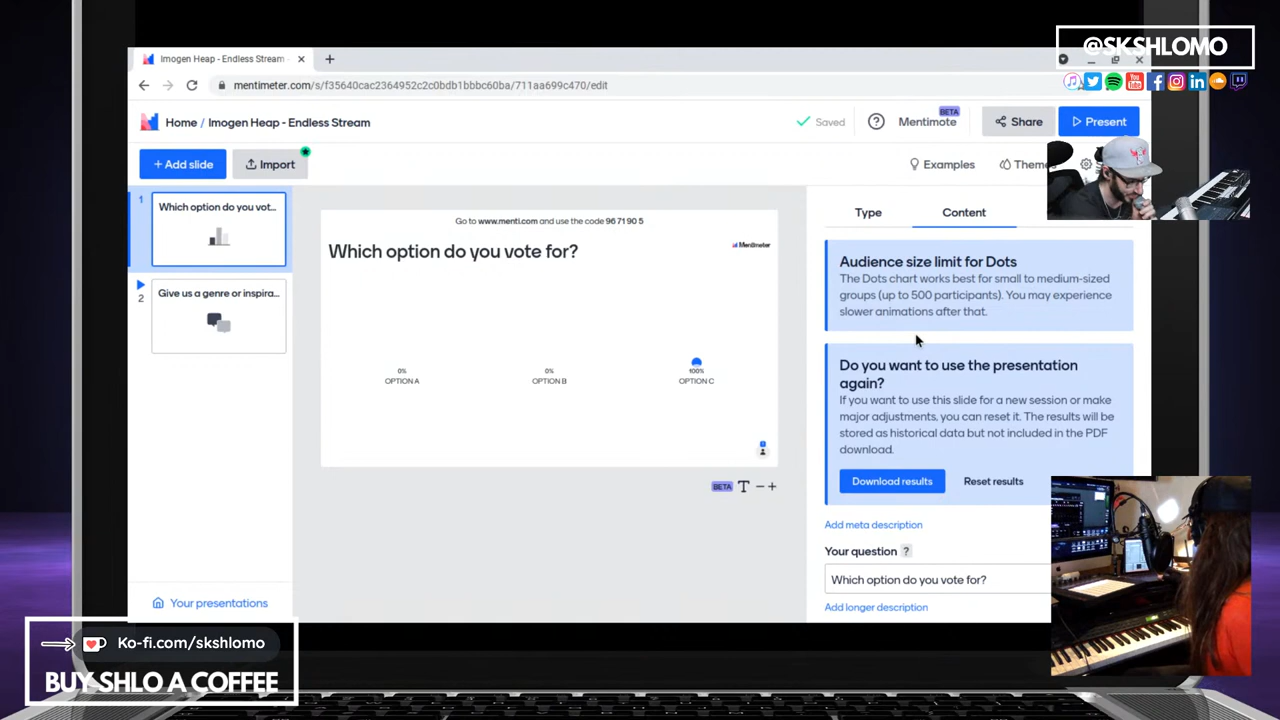 @SKSHLOMO
Imogen Heap - Endless Stream
mentimeter.com/s/f35640cac2364952c2c0bdb1bbbc60ba/711aa699c470/edit
Home / Imogen Heap - Endless Stream
Saved
Mentimote
BETA
Share
Present
+ Add slide
Import
Examples
Themes
1
Which option do you vot...
2
Give us a genre or inspira...
Your presentations
Go to www.menti.com and use the code 96 71 90 5
Which option do you vote for?
Mentimeter
0%
OPTION A
0%
OPTION B
100%
OPTION C
BETA T
Type
Content
Audience size limit for Dots
The Dots chart works best for small to medium-sized
groups (up to 500 participants). You may experience
slower animations after that.
Do you want to use the presentation
again?
If you want to use this slide for a new session or make
major adjustments, you can reset it. The results will
be stored as historical data but not included in the PDF
download.
Download results
Reset results
Add meta description
Your question ?
Which option do you vote for?
Add longer description
Ko-fi.com/skshlomo
BUY SHLO A COFFEE